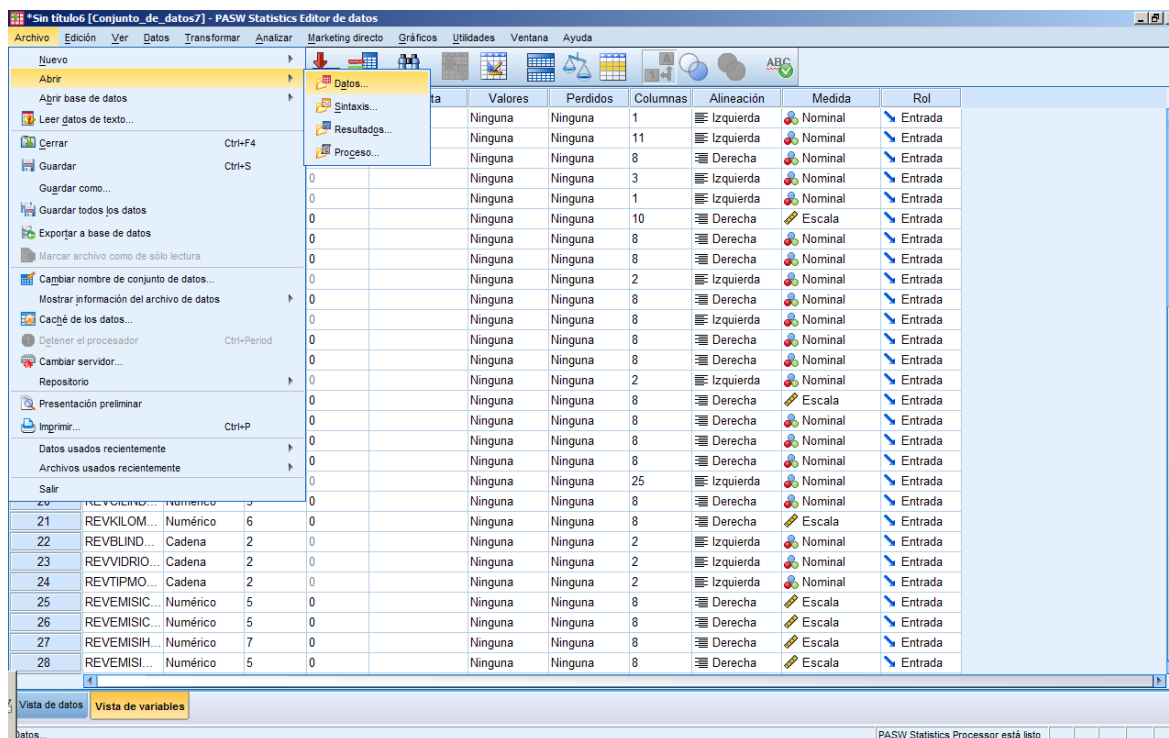 *Sin título6 [Conjunto_de_datos7] - PASW Statistics Editor de datos
Archivo Edición Ver Datos Transformar Analizar Marketing directo Gráficos Utilidades Ventana Ayuda
Nuevo
Abrir
Abrir base de datos
Leer datos de texto...
Cerrar Ctrl+F4
Guardar Ctrl+S
Guardar como...
Guardar todos los datos
Exportar a base de datos
Marcar archivo como de sólo lectura
Cambiar nombre de conjunto de datos...
Mostrar información del archivo de datos
Caché de los datos...
Detener el procesador Ctrl+Period
Cambiar servidor...
Repositorio
Presentación preliminar
Imprimir... Ctrl+P
Datos usados recientemente
Archivos usados recientemente
Salir
Datos...
Sintaxis...
Resultados...
Proceso...
ta Valores Perdidos Columnas Alineación Medida Rol
Ninguna Ninguna 1 Izquierda Nominal Entrada
Ninguna Ninguna 11 Izquierda Nominal Entrada
Ninguna Ninguna 8 Derecha Nominal Entrada
0 Ninguna Ninguna 3 Izquierda Nominal Entrada
0 Ninguna Ninguna 1 Izquierda Nominal Entrada
0 Ninguna Ninguna 10 Derecha Escala Entrada
0 Ninguna Ninguna 8 Derecha Nominal Entrada
0 Ninguna Ninguna 8 Derecha Nominal Entrada
0 Ninguna Ninguna 2 Izquierda Nominal Entrada
0 Ninguna Ninguna 8 Derecha Nominal Entrada
0 Ninguna Ninguna 8 Izquierda Nominal Entrada
0 Ninguna Ninguna 8 Derecha Nominal Entrada
0 Ninguna Ninguna 8 Derecha Nominal Entrada
0 Ninguna Ninguna 2 Izquierda Nominal Entrada
0 Ninguna Ninguna 8 Derecha Escala Entrada
0 Ninguna Ninguna 8 Derecha Nominal Entrada
0 Ninguna Ninguna 8 Derecha Nominal Entrada
0 Ninguna Ninguna 8 Derecha Nominal Entrada
0 Ninguna Ninguna 25 Izquierda Nominal Entrada
20 Numérico 0 Ninguna Ninguna 8 Derecha Nominal Entrada
21 REVKILOM... Numérico 6 0 Ninguna Ninguna 8 Derecha Escala Entrada
22 REVBLIND... Cadena 2 0 Ninguna Ninguna 2 Izquierda Nominal Entrada
23 REVVIDRIO... Cadena 2 0 Ninguna Ninguna 2 Izquierda Nominal Entrada
24 REVTIPMO... Cadena 2 0 Ninguna Ninguna 2 Izquierda Nominal Entrada
25 REVEMISIC... Numérico 5 0 Ninguna Ninguna 8 Derecha Escala Entrada
26 REVEMISIC... Numérico 5 0 Ninguna Ninguna 8 Derecha Escala Entrada
27 REVEMISIH... Numérico 7 0 Ninguna Ninguna 8 Derecha Escala Entrada
28 REVEMISI... Numérico 5 0 Ninguna Ninguna 8 Derecha Escala Entrada
Vista de datos Vista de variables
Datos... PASW Statistics Processor está listo